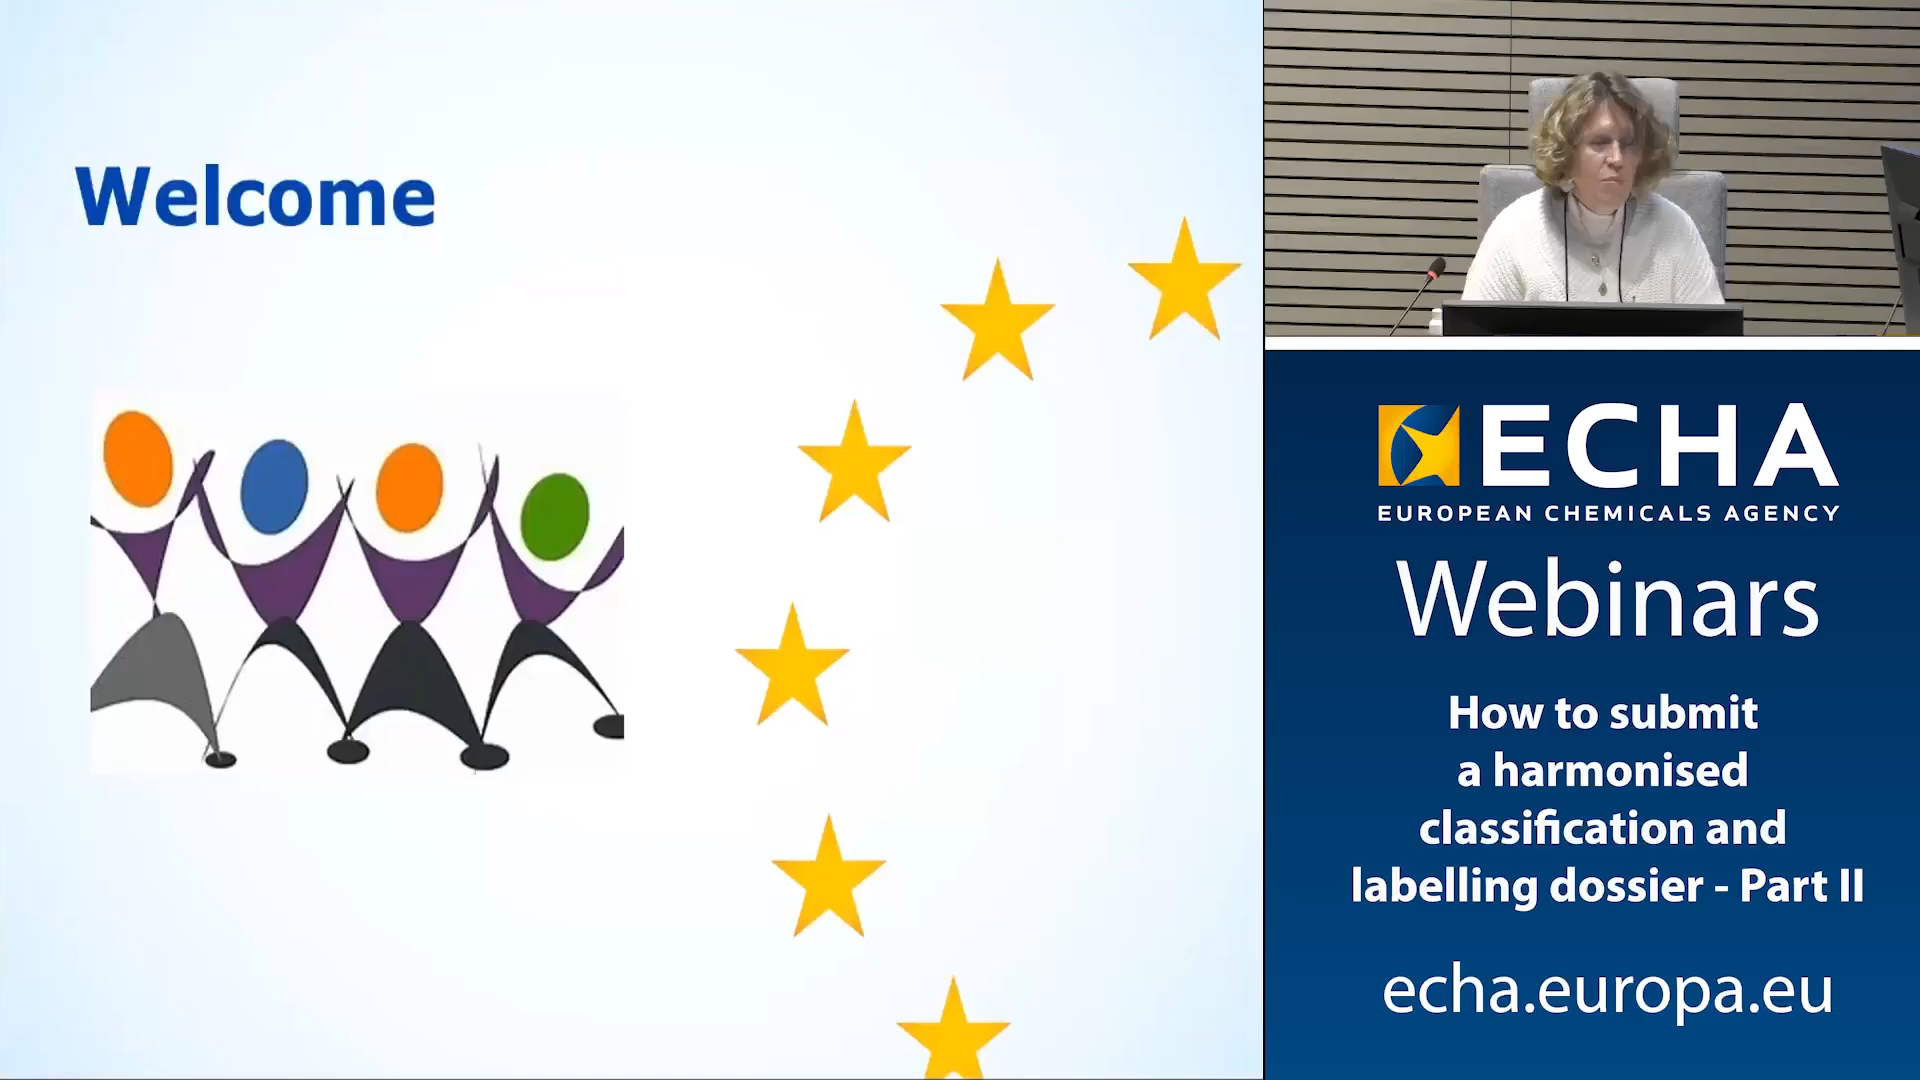 Welcome
ECHA
EUROPEAN CHEMICALS AGENCY
Webinars
How to submit
a harmonised
classification and
labelling dossier - Part II
echa.europa.eu